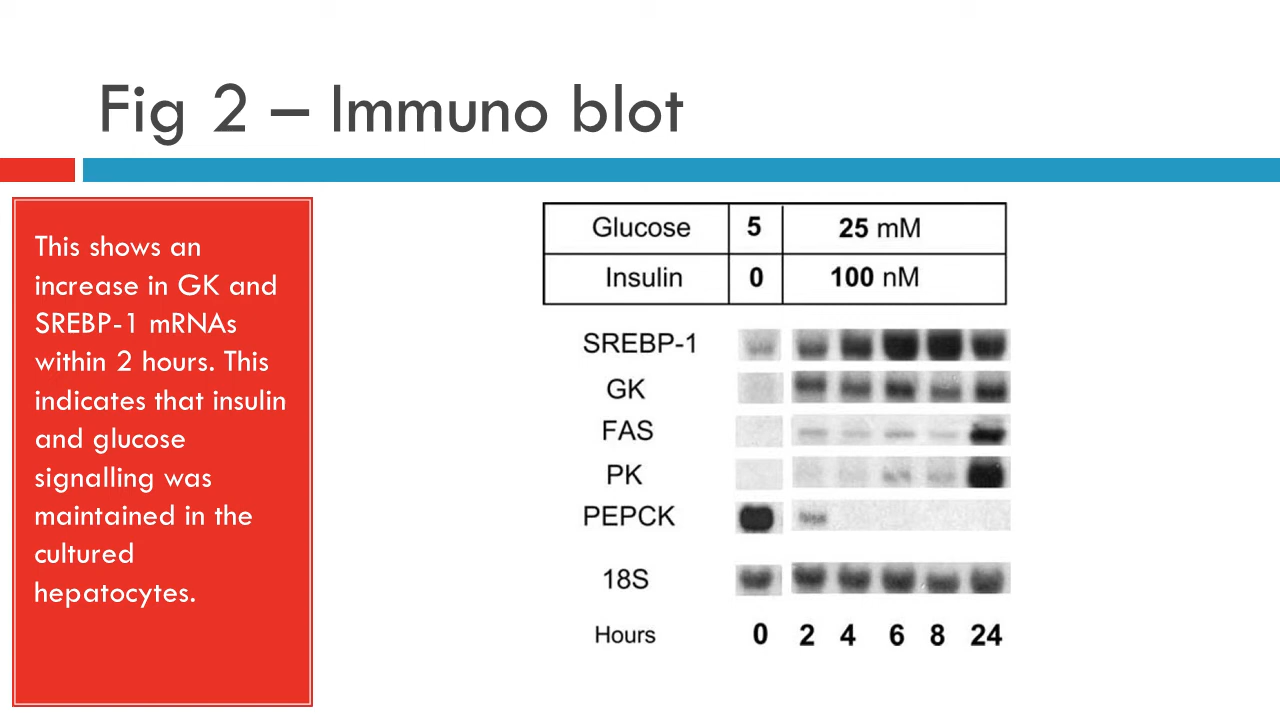 Fig 2 – Immuno blot
This shows an
increase in GK and
SREBP-1 mRNAs
within 2 hours. This
indicates that insulin
and glucose
signalling was
maintained in the
cultured
hepatocytes.
Glucose 5 25 mM
Insulin 0 100 nM
SREBP-1
GK
FAS
PK
PEPCK
18S
Hours 0 2 4 6 8 24